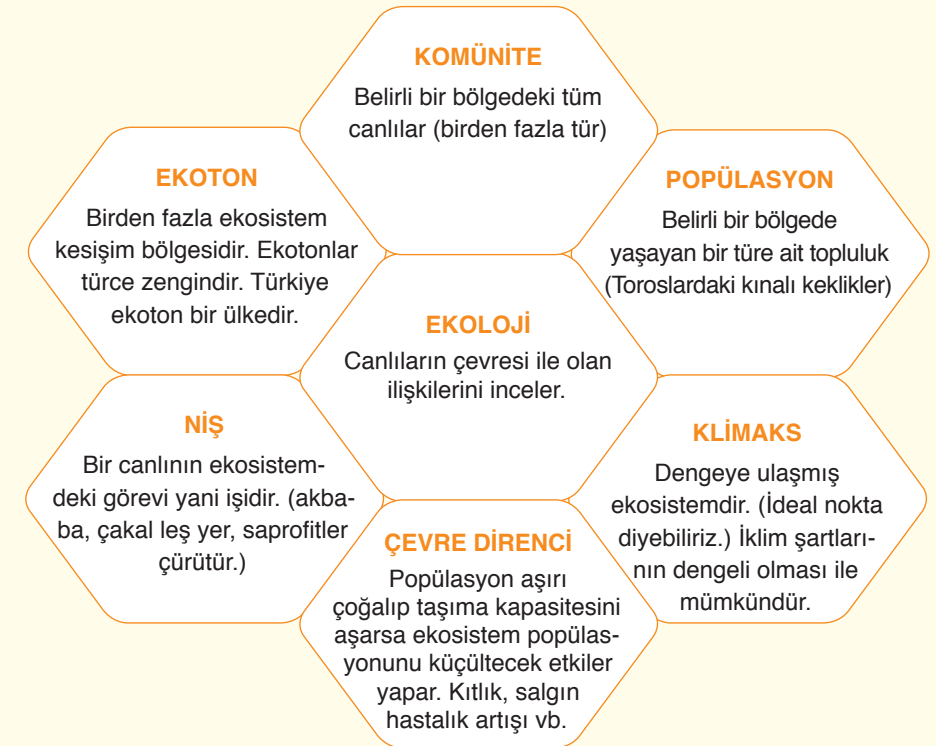 KOMÜNİTE
Belirli bir bölgedeki tüm
canlılar (birden fazla tür)
EKOTON
Birden fazla ekosistem
kesişim bölgesidir. Ekotonlar
türce zengindir. Türkiye
ekoton bir ülkedir.
POPÜLASYON
Belirli bir bölgede
yaşayan bir türe ait topluluk
(Toroslardaki kınalı keklikler)
EKOLOJİ
Canlıların çevresi ile olan
ilişkilerini inceler.
NİŞ
Bir canlının ekosistem-
deki görevi yani işidir. (akba-
ba, çakal leş yer, saprofitler
çürütür.)
KLİMAKS
Dengeye ulaşmış
ekosistemdir. (İdeal nokta
diyebiliriz.) İklim şartları-
nın dengeli olması ile
mümkündür.
ÇEVRE DİRENCİ
Popülasyon aşırı
çoğalıp taşıma kapasitesini
aşarsa ekosistem popülas-
yonunu küçültecek etkiler
yapar. Kıtlık, salgın
hastalık artışı vb.